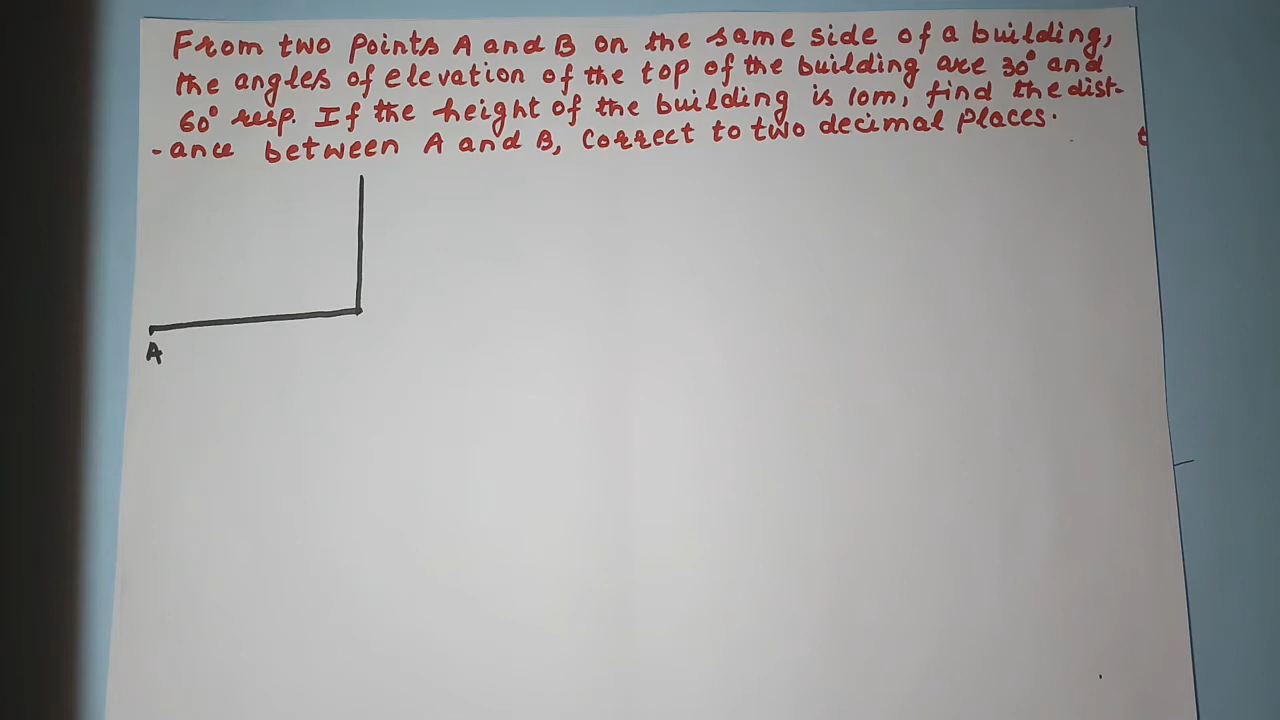 From two points A and B on the same side of a building,
the angles of elevation of the top of the building are 30° and
60° resp. If the height of the building is 10m, find the dist-
-ance between A and B, correct to two decimal places.
A